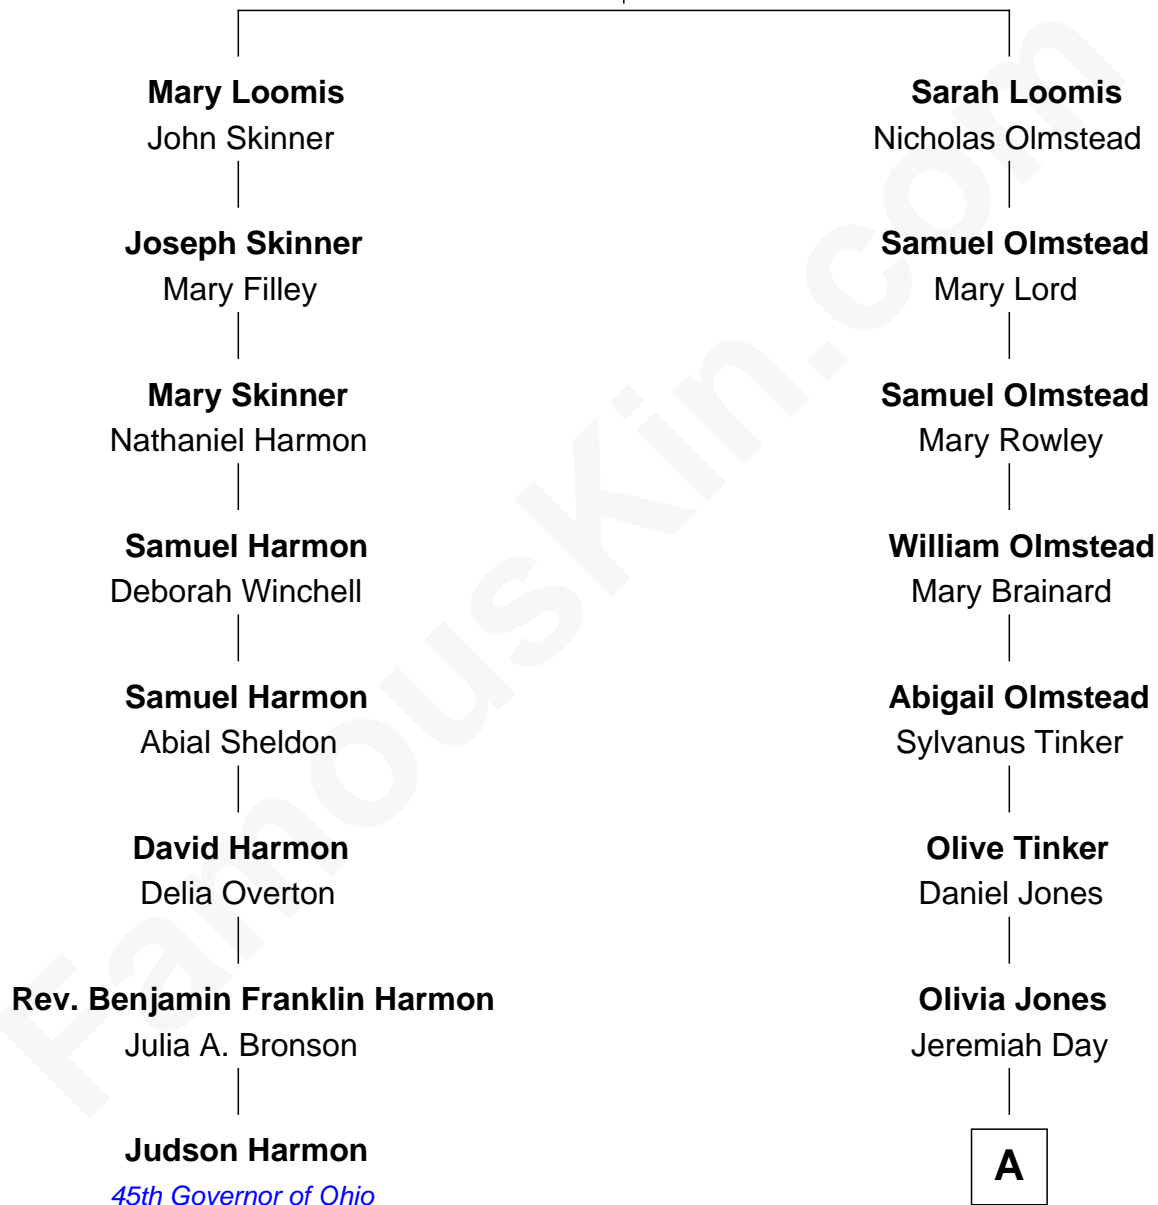 Mary Loomis
John Skinner
Sarah Loomis
Nicholas Olmstead
Joseph Skinner
Mary Filley
Samuel Olmstead
Mary Lord
Mary Skinner
Nathaniel Harmon
Samuel Olmstead
Mary Rowley
Samuel Harmon
Deborah Winchell
William Olmstead
Mary Brainard
Samuel Harmon
Abial Sheldon
Abigail Olmstead
Sylvanus Tinker
David Harmon
Delia Overton
Olive Tinker
Daniel Jones
Rev. Benjamin Franklin Harmon
Julia A. Bronson
Olivia Jones
Jeremiah Day
Judson Harmon
45th Governor of Ohio
A
FamousKin.com